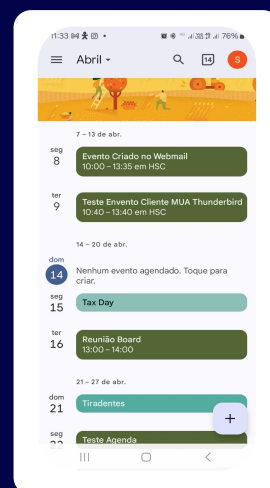 11:33
76%
Abril
14
S
7 – 13 de abr.
seg
8
Evento Criado no Webmail
10:00 – 13:35 em HSC
ter
9
Teste Envento Cliente MUA Thunderbird
10:40 – 13:40 em HSC
14 – 20 de abr.
dom
14
Nenhum evento agendado. Toque para
criar.
seg
15
Tax Day
ter
16
Reunião Board
13:00 – 14:00
21 – 27 de abr.
dom
21
Tiradentes
seg
22
Teste Agenda